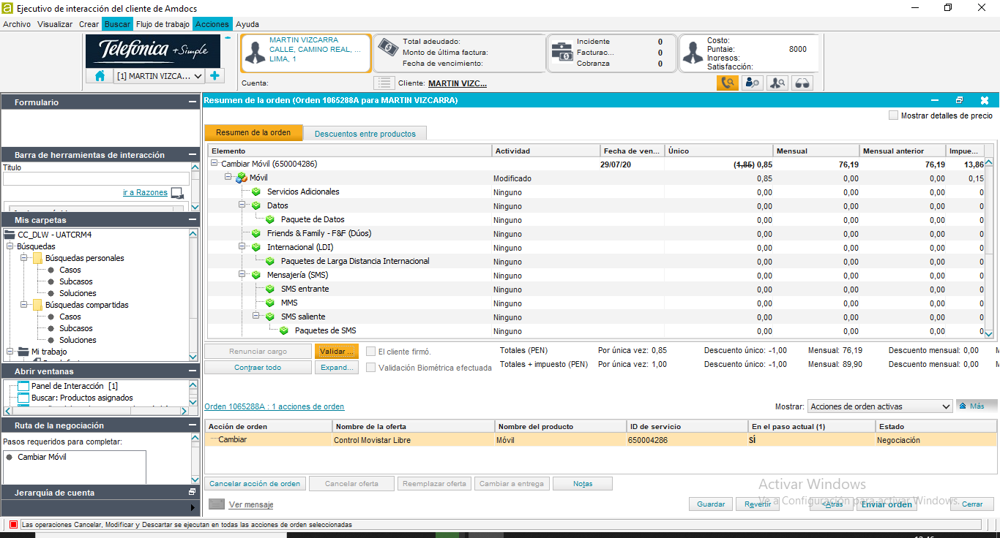 Ejecutivo de interacción del cliente de Amdocs
Archivo Visualizar Crear Buscar Flujo de trabajo Acciones Ayuda
Telefónica +Simple
[1] MARTIN VIZCA...
MARTIN VIZCARRA
CALLE, CAMINO REAL, ...
LIMA, 1
Total adeudado:
Monto de última factura:
Fecha de vencimiento:
Incidente 0
Facturac... 0
Cobranza 0
Costo:
Puntaie: 8000
Ingresos:
Satisfacción:
Cuenta: Cliente: MARTIN VIZC...
Formulario
Barra de herramientas de interacción
Titulo
ir a Razones
Mis carpetas
CC_DLW - UATCRM4
Búsquedas
Búsquedas personales
Casos
Subcasos
Soluciones
Búsquedas compartidas
Casos
Subcasos
Soluciones
Mi trabajo
Abrir ventanas
Panel de Interacción [1]
Buscar: Productos asignados
Ruta de la negociación
Pasos requeridos para completar:
Cambiar Móvil
Jerarquía de cuenta
Resumen de la orden (Orden 1065288A para MARTIN VIZCARRA)
Mostrar detalles de precio
Resumen de la orden Descuentos entre productos
Elemento Actividad Fecha de ven... Único Mensual Mensual anterior Impue...
Cambiar Móvil (650004286) 29/07/20 (1,85) 0,85 76,19 76,19 13,86
Móvil Modificado 0,85 0,00 0,00 0,15
Servicios Adicionales Ninguno 0,00 0,00 0,00 0
Datos Ninguno 0,00 0,00 0,00 0
Paquete de Datos Ninguno 0,00 0,00 0,00 0
Friends & Family - F&F (Dúos) Ninguno 0,00 0,00 0,00 0
Internacional (LDI) Ninguno 0,00 0,00 0,00 0
Paquetes de Larga Distancia Internacional Ninguno 0,00 0,00 0,00 0
Mensajería (SMS) Ninguno 0,00 0,00 0,00 0
SMS entrante Ninguno 0,00 0,00 0,00 0
MMS Ninguno 0,00 0,00 0,00 0
SMS saliente Ninguno 0,00 0,00 0,00 0
Paquetes de SMS Ninguno 0,00 0,00 0,00 0
Renunciar cargo Validar ... El cliente firmó. Totales (PEN) Por única vez: 0,85 Descuento único: -1,00 Mensual: 76,19 Descuento mensual: 0,00
Contraer todo Expand... Validación Biométrica efectuada Totales + impuesto (PEN) Por única vez: 1,00 Descuento único: -1,00 Mensual: 89,90 Descuento mensual: 0,00
Orden 1065288A : 1 acciones de orden Mostrar: Acciones de orden activas Más
Acción de orden Nombre de la oferta Nombre del producto ID de servicio En el paso actual (1) Estado
Cambiar Control Movistar Libre Móvil 650004286 SÍ Negociación
Cancelar acción de orden Cancelar oferta Reemplazar oferta Cambiar a entrega Notas
Activar Windows
Ve a Configuración para activar Windows.
Ver mensaje Guardar Revertir <Atrás Enviar orden Cerrar
Las operaciones Cancelar, Modificar y Descartar se ejecutan en todas las acciones de orden seleccionadas